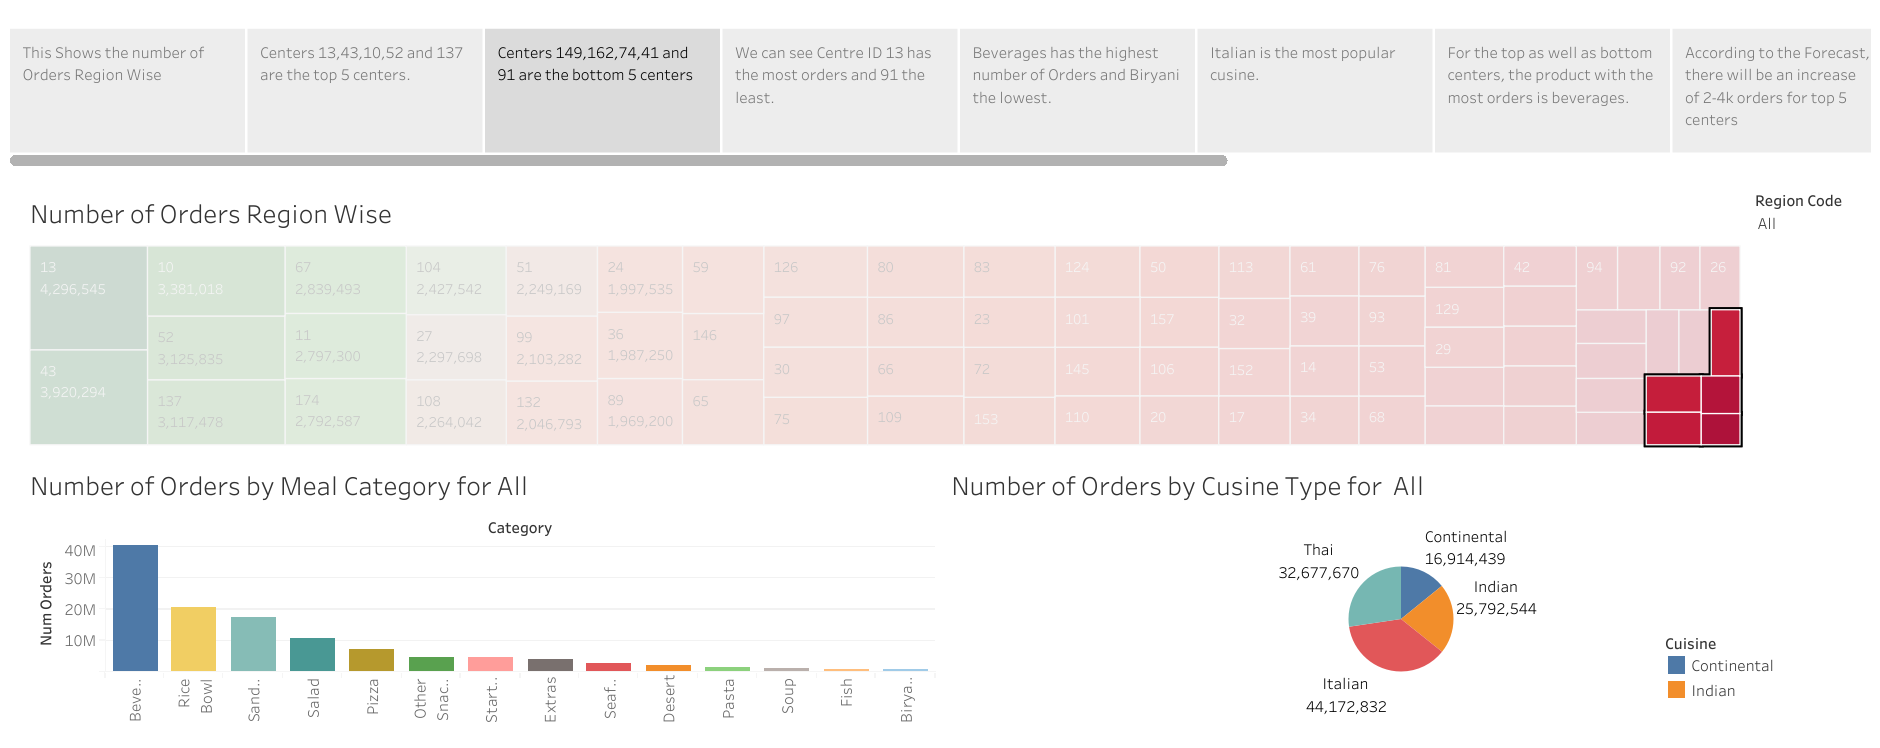 This Shows the number of
Orders Region Wise
Centers 13,43,10,52 and 137
are the top 5 centers.
Centers 149,162,74,41 and
91 are the bottom 5 centers
We can see Centre ID 13 has
the most orders and 91 the
least.
Beverages has the highest
number of Orders and Biryani
the lowest.
Italian is the most popular
cusine.
For the top as well as bottom
centers, the product with the
most orders is beverages.
According to the Forecast,
there will be an increase
of 2-4k orders for top 5
centers
Number of Orders Region Wise
Region Code
All
13
4,296,545
43
3,920,294
10
3,381,018
52
3,125,835
137
3,117,478
67
2,839,493
11
2,797,300
174
2,792,587
104
2,427,542
27
2,297,698
108
2,264,042
51
2,249,169
99
2,103,282
132
2,046,793
24
1,997,535
36
1,987,250
89
1,969,200
59
146
65
126
97
30
75
80
86
66
109
83
23
72
153
124
101
145
110
50
157
106
20
113
32
152
17
61
39
14
34
76
93
53
68
81
129
29
42
94
92
26
Number of Orders by Meal Category for All
Category
Num Orders
40M
30M
20M
10M
Beve..
Rice
Bowl
Sand..
Salad
Pizza
Other
Snac..
Start..
Extras
Seaf..
Desert
Pasta
Soup
Fish
Birya..
Number of Orders by Cusine Type for All
Continental
16,914,439
Thai
32,677,670
Indian
25,792,544
Italian
44,172,832
Cuisine
Continental
Indian